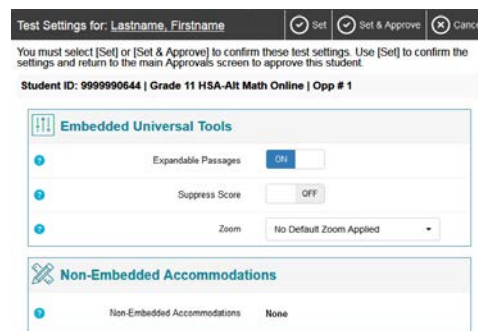 Test Settings for: Lastname, Firstname Set Set & Approve Cance
You must select [Set] or [Set & Approve] to confirm these test settings. Use [Set] to confirm the
settings and return to the main Approvals screen to approve this student.
Student ID: 9999990644 | Grade 11 HSA-Alt Math Online | Opp # 1
Embedded Universal Tools
Expandable Passages ON
Suppress Score OFF
Zoom No Default Zoom Applied
Non-Embedded Accommodations
Non-Embedded Accommodations None